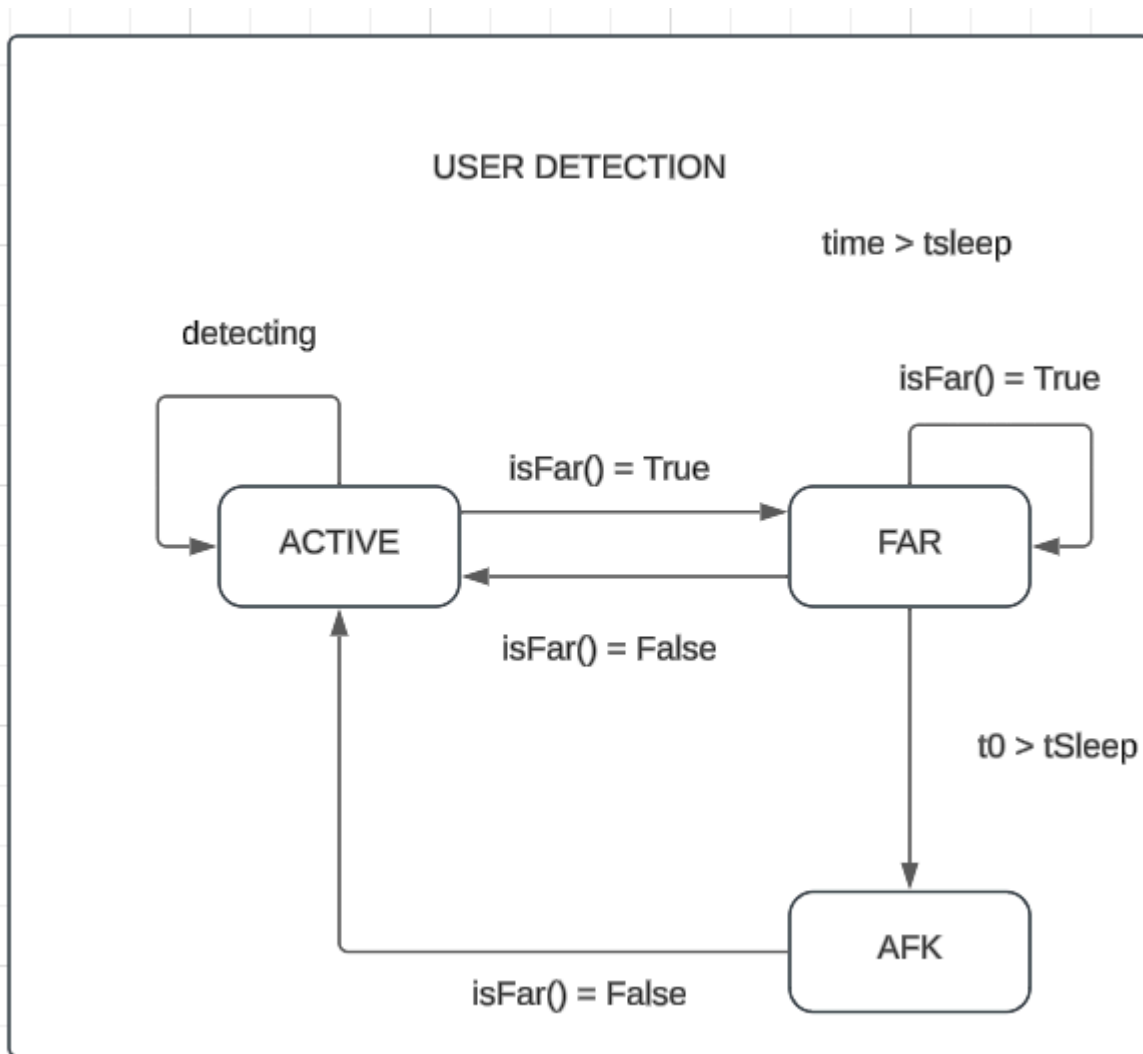 USER DETECTION
time > tsleep
detecting
isFar() = True
isFar() = True
ACTIVE
FAR
isFar() = False
t0 > tSleep
AFK
isFar() = False